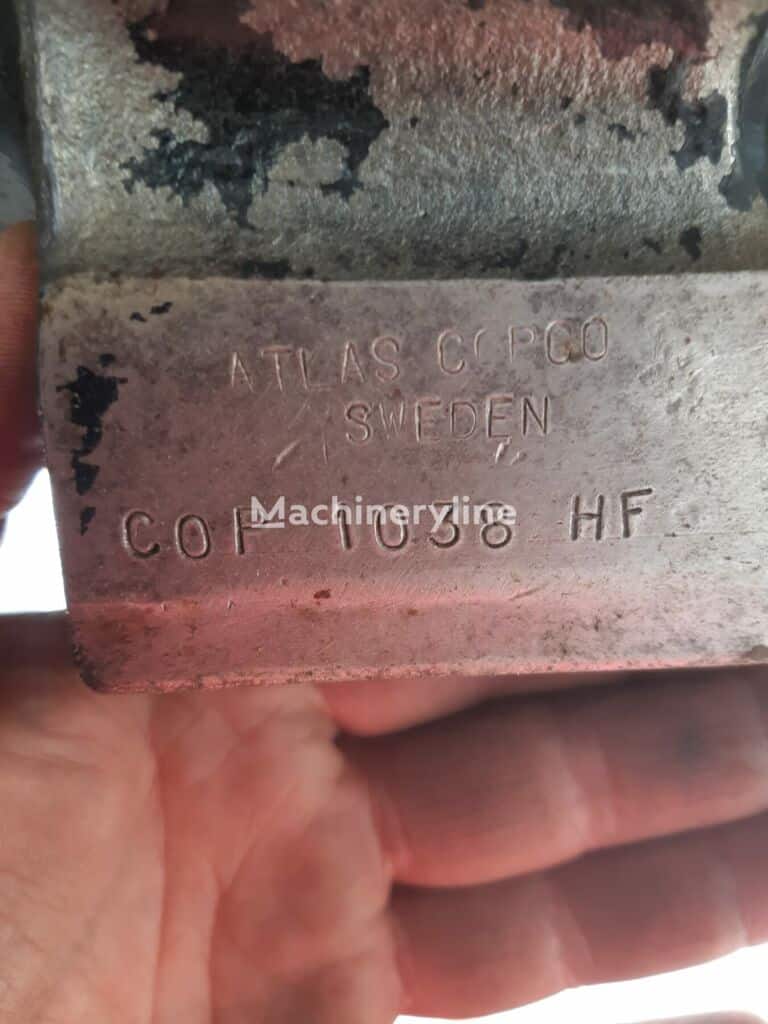 ATLAS COPCO
SWEDEN
COP 1038 HF
Machineryline